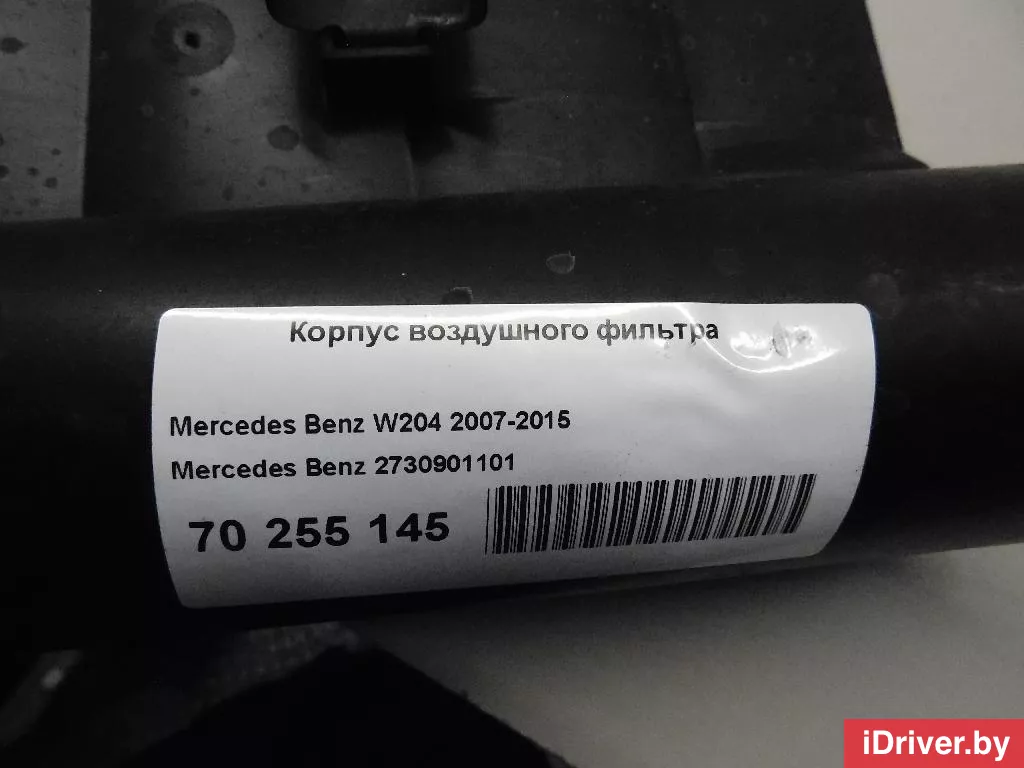 Корпус воздушного фильтра
Mercedes Benz W204 2007-2015
Mercedes Benz 2730901101
70 255 145
iDriver.by